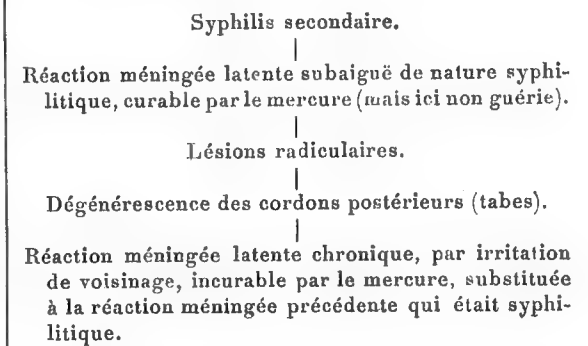 Syphilis secondaire.
Réaction méningée latente subaiguë de nature syphi-
litique, curable par le mercure (mais ici non guérie).
Lésions radiculaires.
Dégénérescence des cordons postérieurs (tabes).
Réaction méningée latente chronique, par irritation
de voisinage, incurable par le mercure, substituée
à la réaction méningée précédente qui était syphi-
litique.